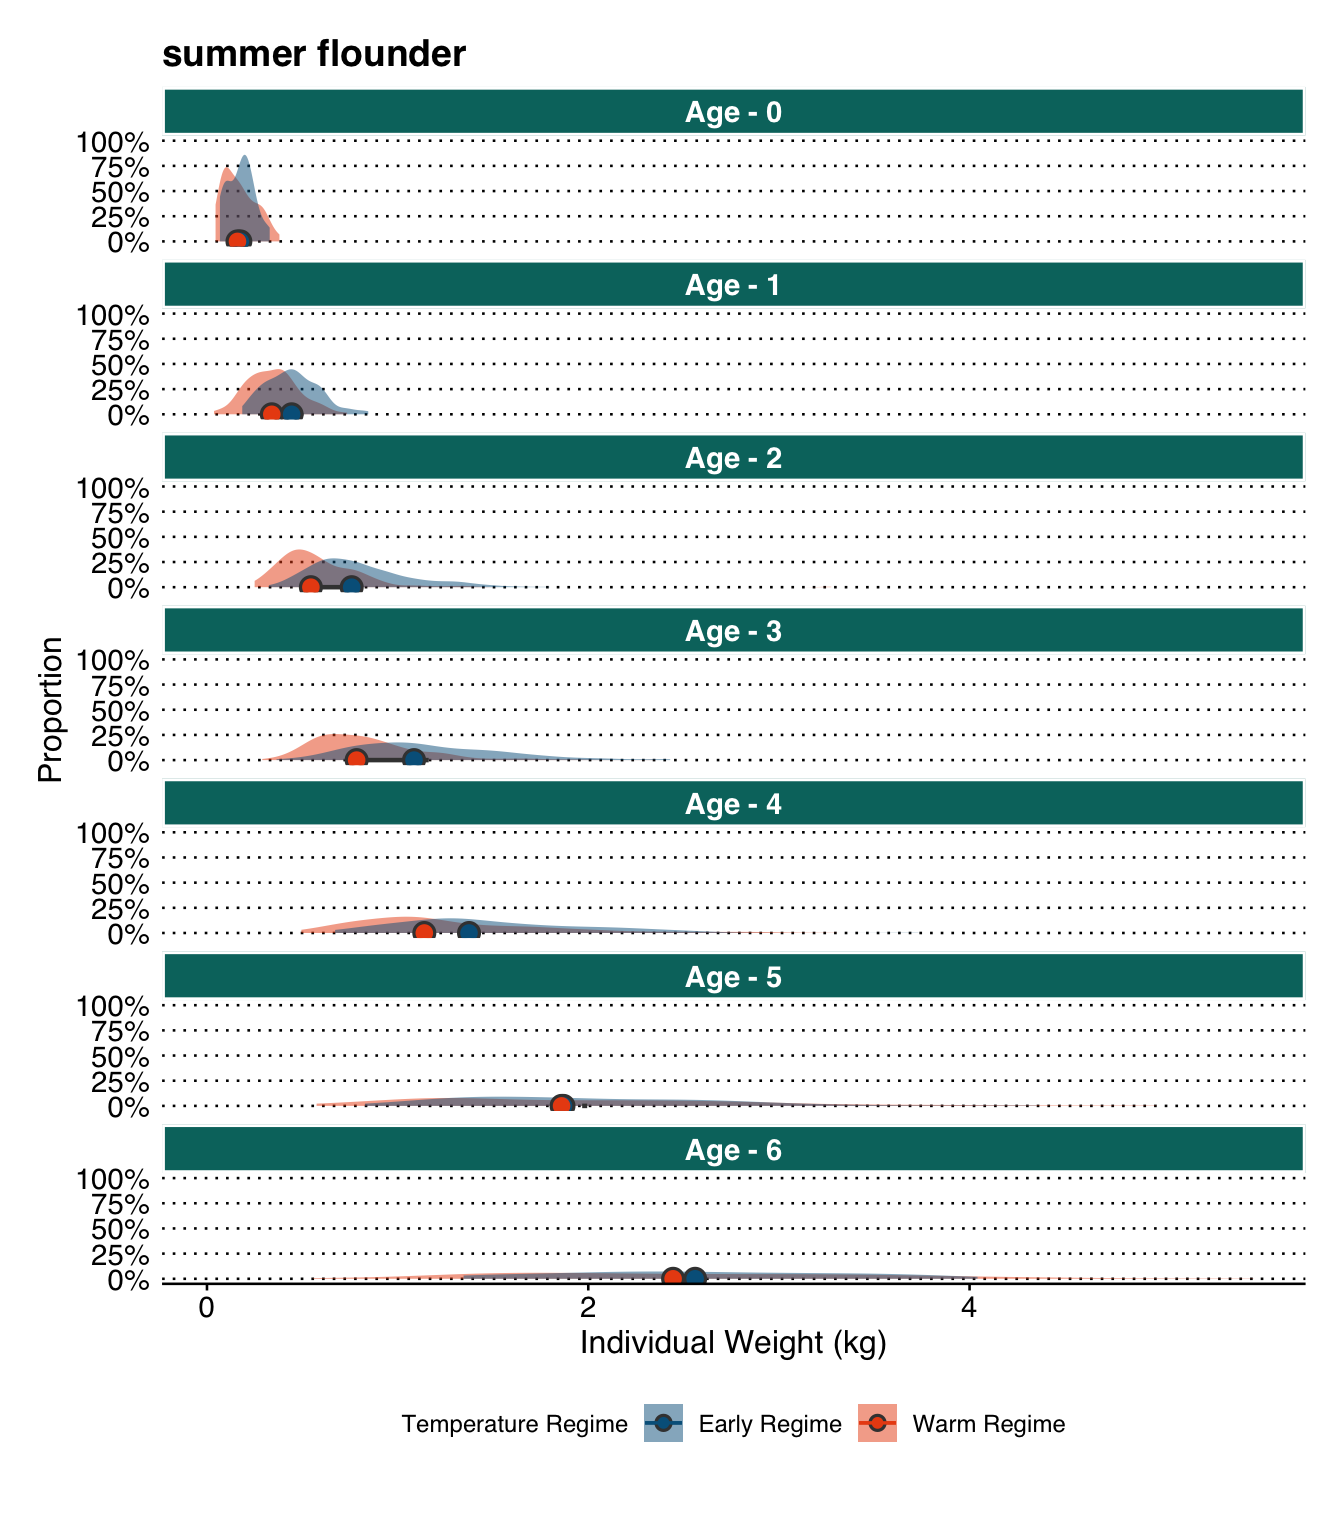 summer flounder
Age - 0
100%
75%
50%
25%
0%
Age - 1
100%
75%
50%
25%
0%
Age - 2
100%
75%
50%
25%
0%
Age - 3
100%
75%
50%
25%
0%
Age - 4
100%
75%
50%
25%
0%
Age - 5
100%
75%
50%
25%
0%
Age - 6
100%
75%
50%
25%
0%
Proportion
0 2 4
Individual Weight (kg)
Temperature Regime Early Regime Warm Regime